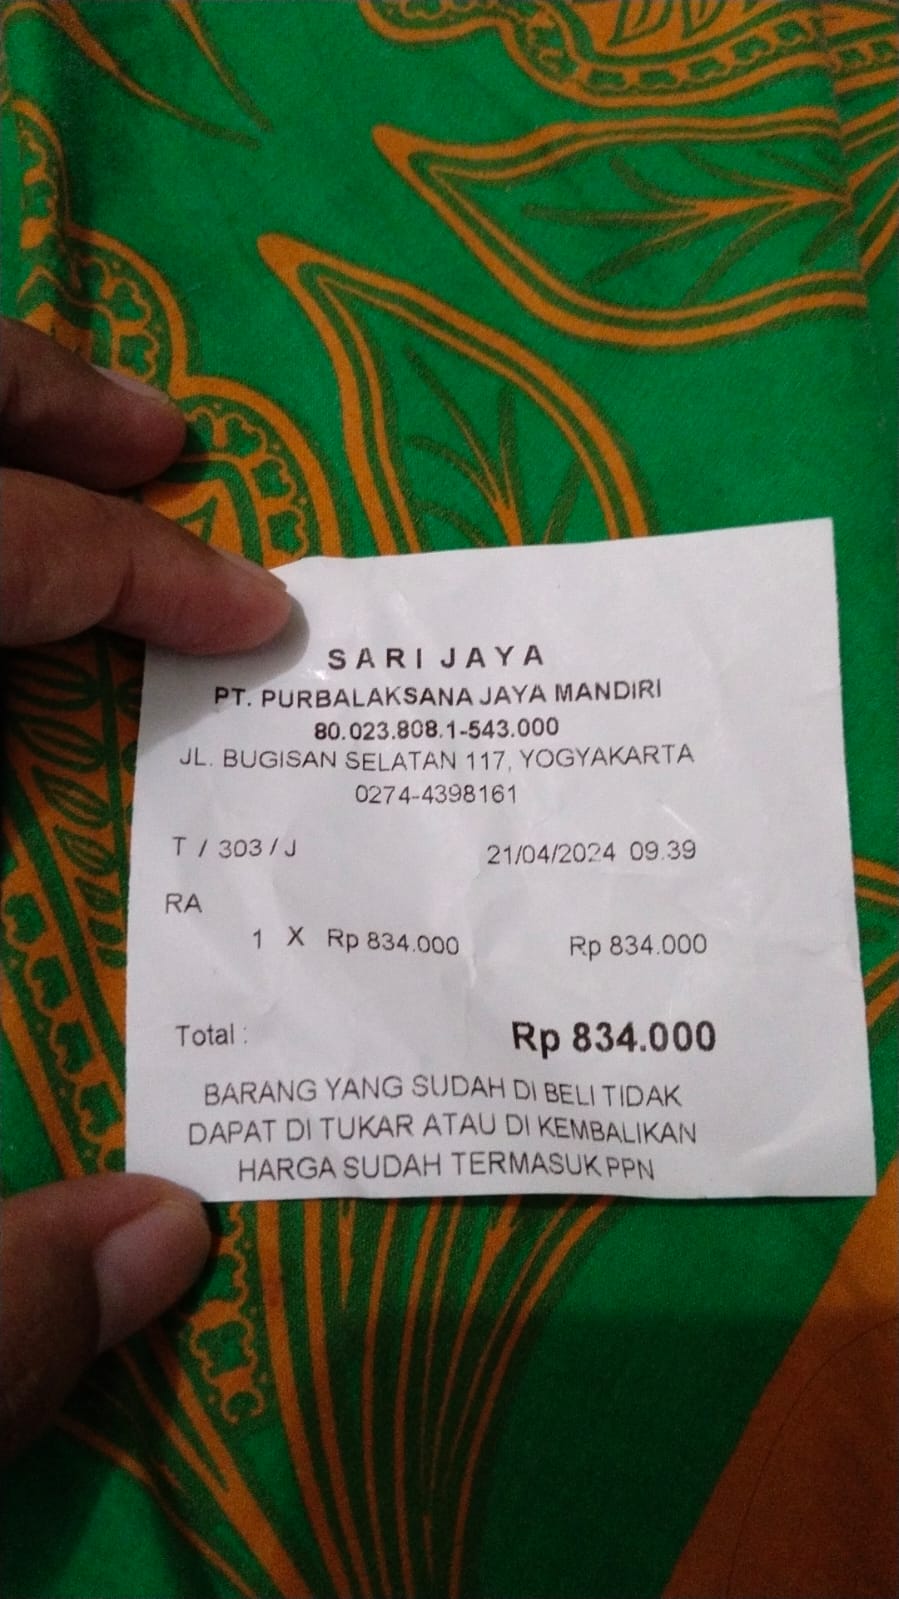 SARI JAYA
PT. PURBALAKSANA JAYA MANDIRI
80.023.808.1-543.000
JL. BUGISAN SELATAN 117, YOGYAKARTA
0274-4398161
T / 303 / J 21/04/2024 09.39
RA
1 X Rp 834.000 Rp 834.000
Total : Rp 834.000
BARANG YANG SUDAH DI BELI TIDAK
DAPAT DI TUKAR ATAU DI KEMBALIKAN
HARGA SUDAH TERMASUK PPN